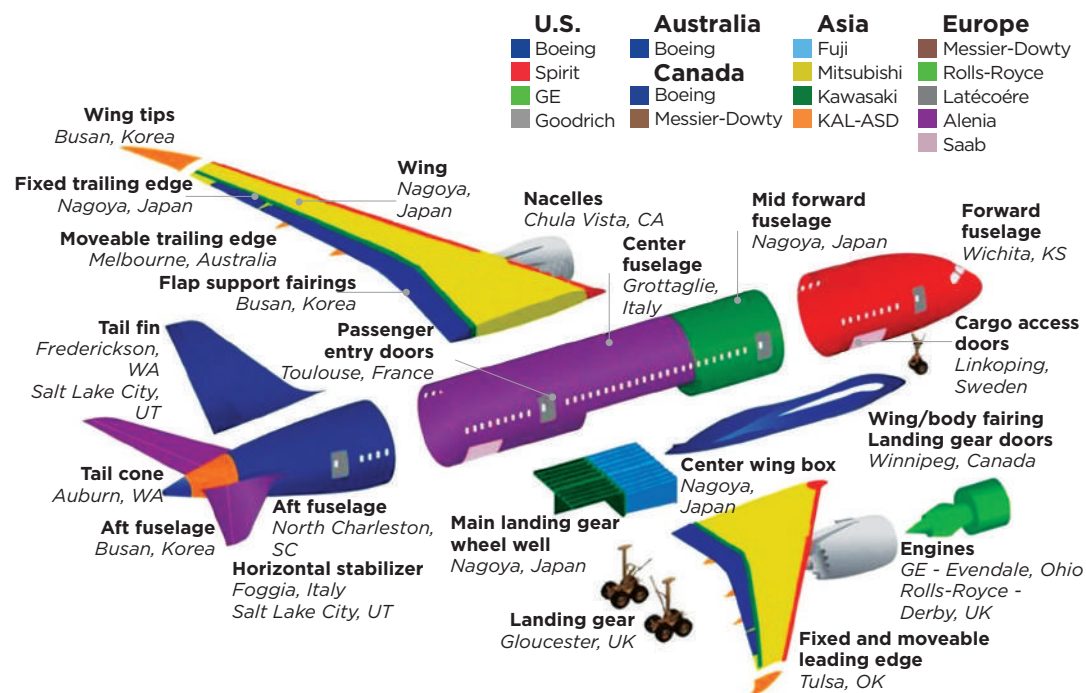 U.S.
Boeing
Spirit
GE
Goodrich
Australia
Boeing
Canada
Boeing
Messier-Dowty
Asia
Fuji
Mitsubishi
Kawasaki
KAL-ASD
Europe
Messier-Dowty
Rolls-Royce
Latécoére
Alenia
Saab
Wing tips
Busan, Korea
Fixed trailing edge
Nagoya, Japan
Moveable trailing edge
Melbourne, Australia
Flap support fairings
Busan, Korea
Wing
Nagoya,
Japan
Nacelles
Chula Vista, CA
Center
fuselage
Grottaglie,
Italy
Mid forward
fuselage
Nagoya, Japan
Forward
fuselage
Wichita, KS
Tail fin
Frederickson,
WA
Salt Lake City,
UT
Passenger
entry doors
Toulouse, France
Cargo access
doors
Linkoping,
Sweden
Wing/body fairing
Landing gear doors
Winnipeg, Canada
Tail cone
Auburn, WA
Aft fuselage
Busan, Korea
Aft fuselage
North Charleston,
SC
Horizontal stabilizer
Foggia, Italy
Salt Lake City, UT
Center wing box
Nagoya,
Japan
Main landing gear
wheel well
Nagoya, Japan
Landing gear
Gloucester, UK
Engines
GE - Evendale, Ohio
Rolls-Royce -
Derby, UK
Fixed and moveable
leading edge
Tulsa, OK